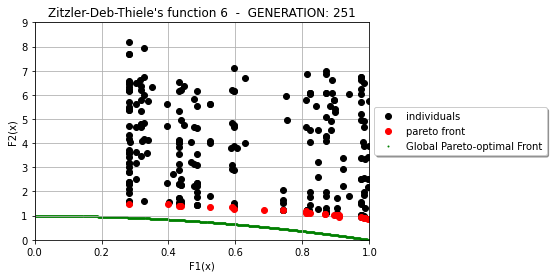 Zitzler-Deb-Thiele's function 6 - GENERATION: 251
9
8
7
6
5
4
3
2
1
0
F2(x)
0.0 0.2 0.4 0.6 0.8 1.0
F1(x)
individuals
pareto front
Global Pareto-optimal Front